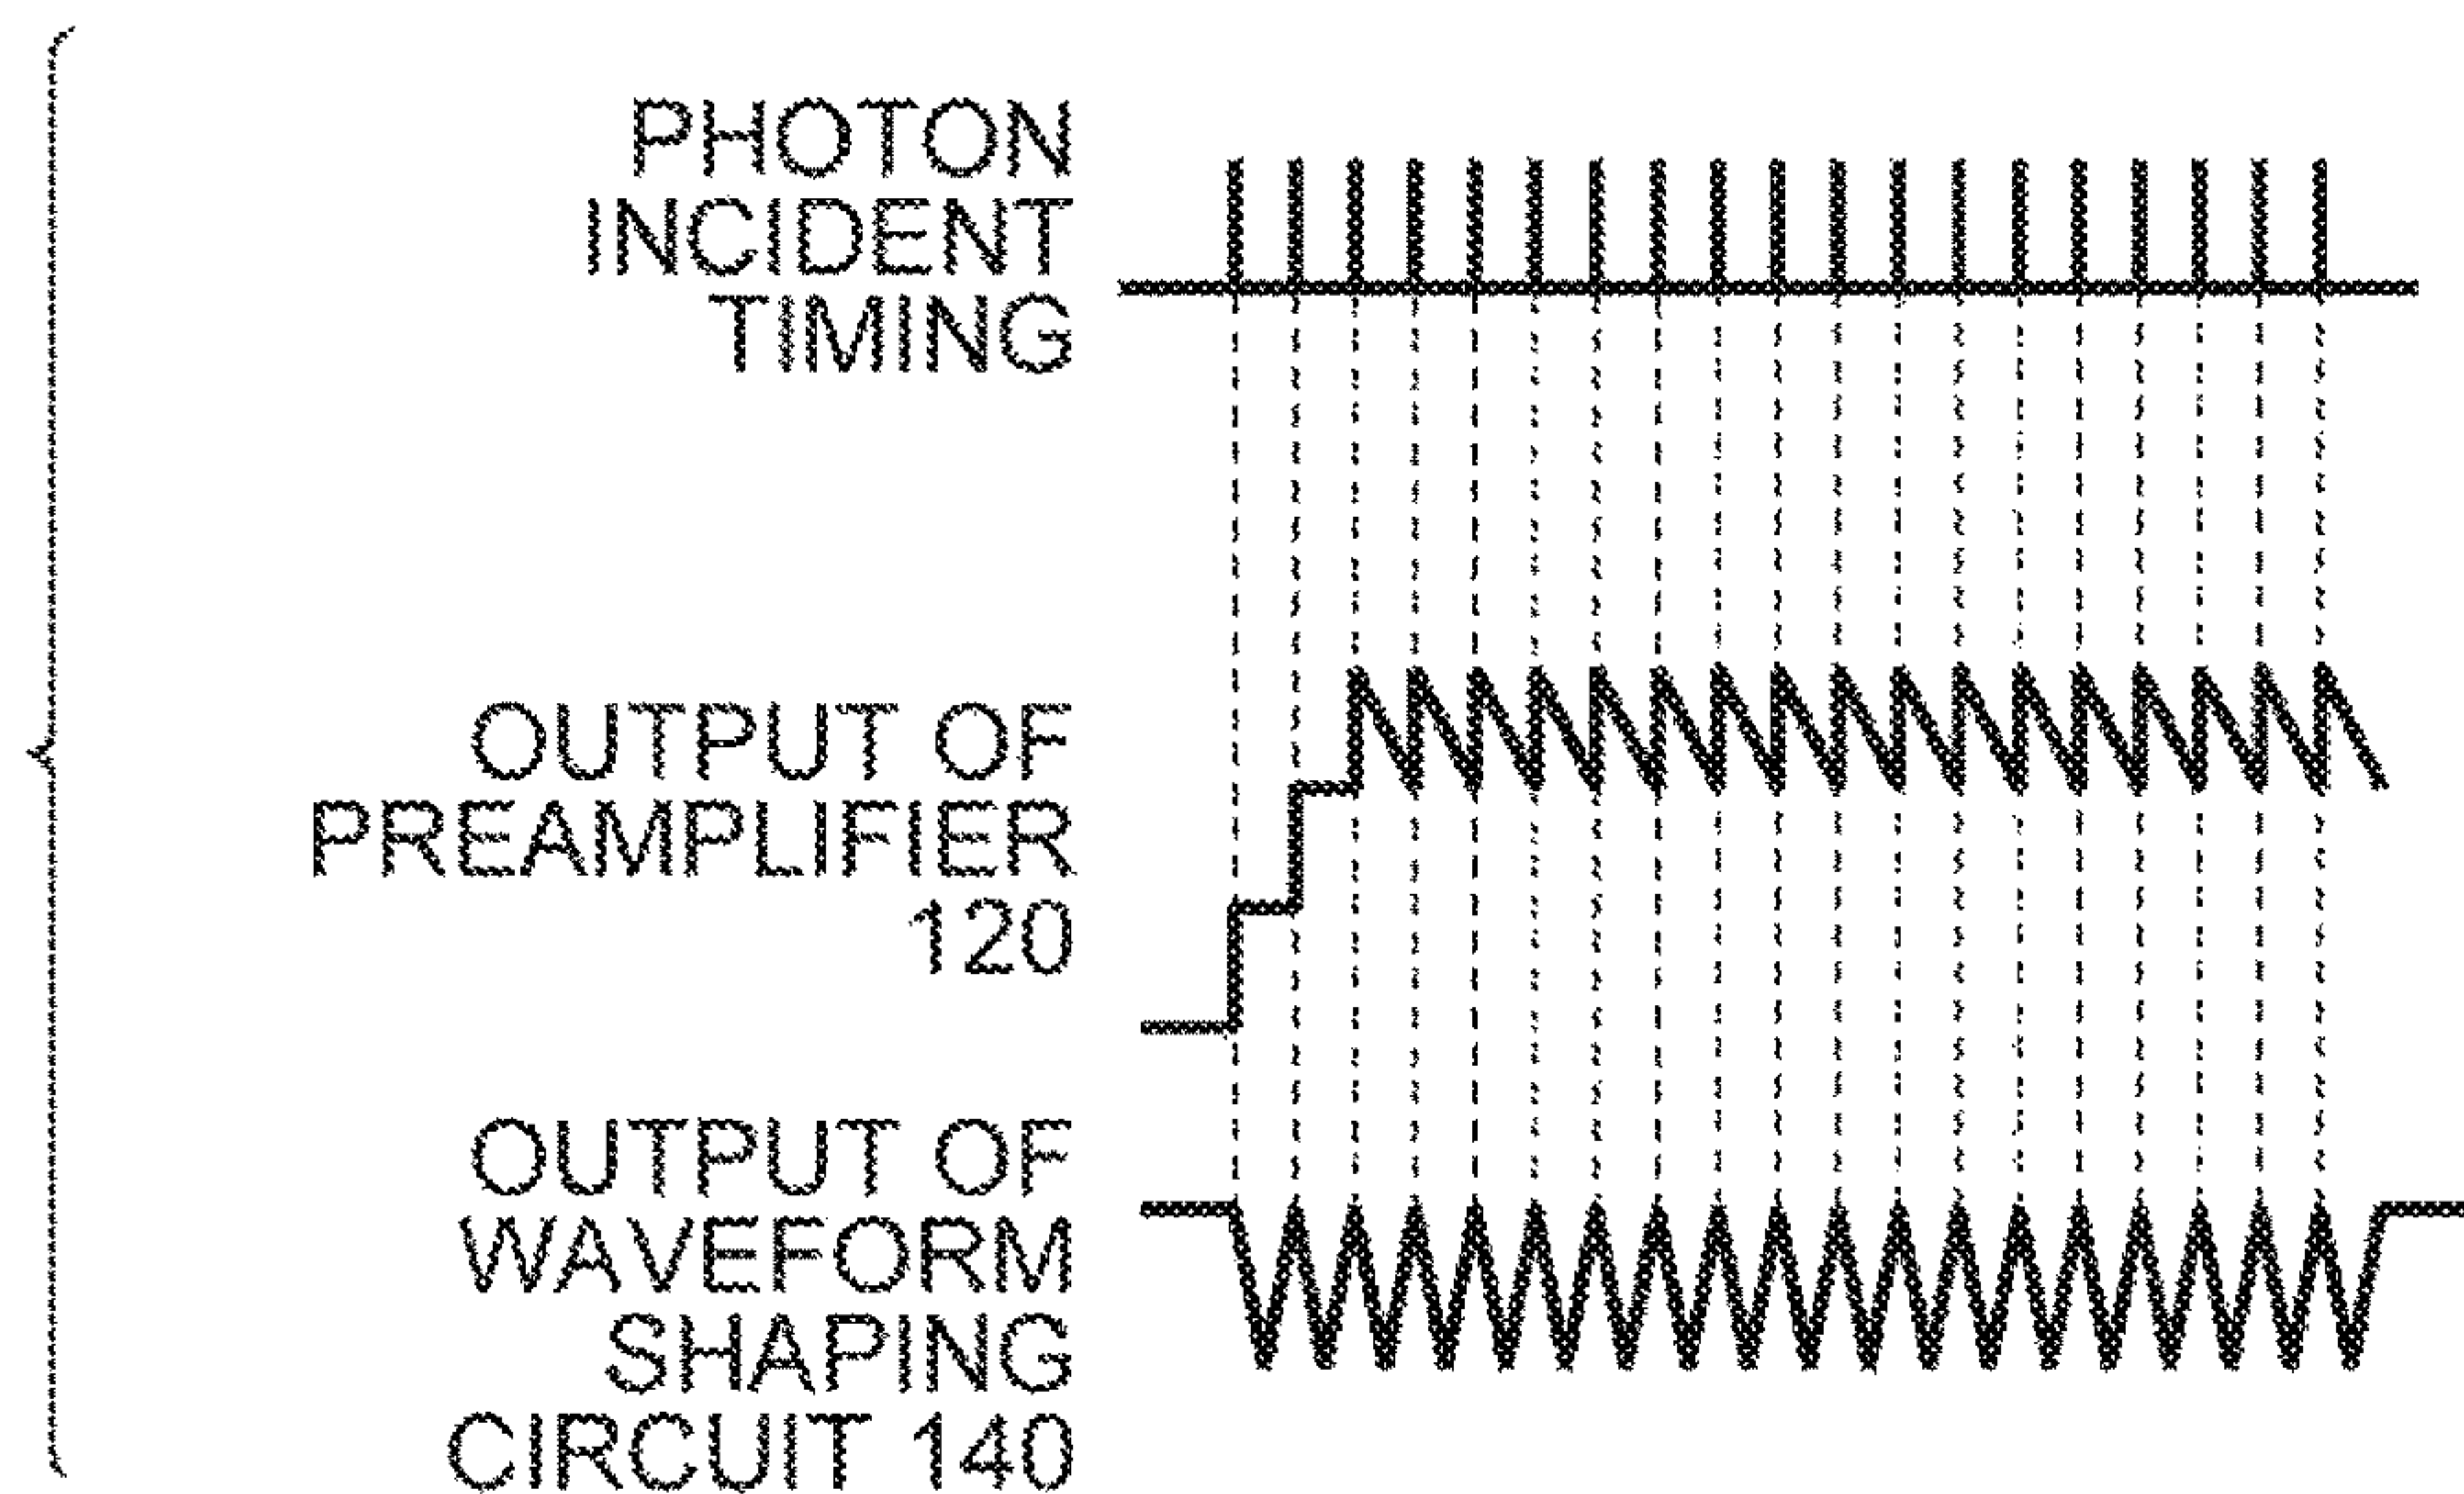 PHOTON
INCIDENT
TIMING
OUTPUT OF
PREAMPLIFIER
120
OUTPUT OF
WAVEFORM
SHAPING
CIRCUIT 140